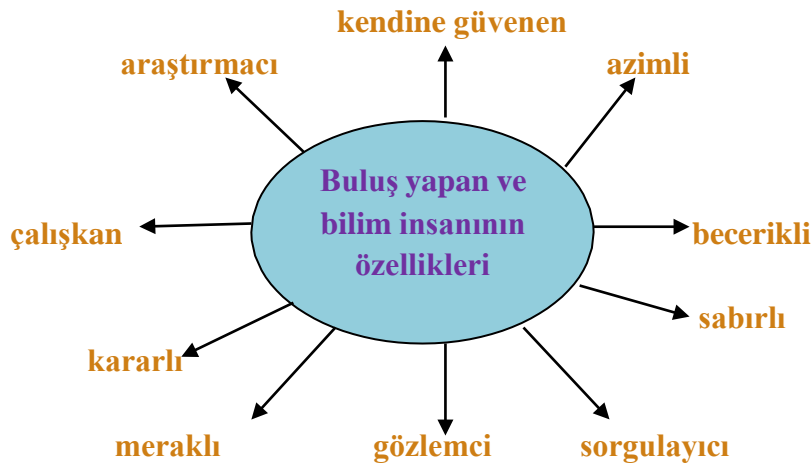 kendine güvenen
araştırmacı
azimli
Buluş yapan ve
bilim insanının
özellikleri
çalışkan
becerikli
sabırlı
kararlı
meraklı
gözlemci
sorgulayıcı